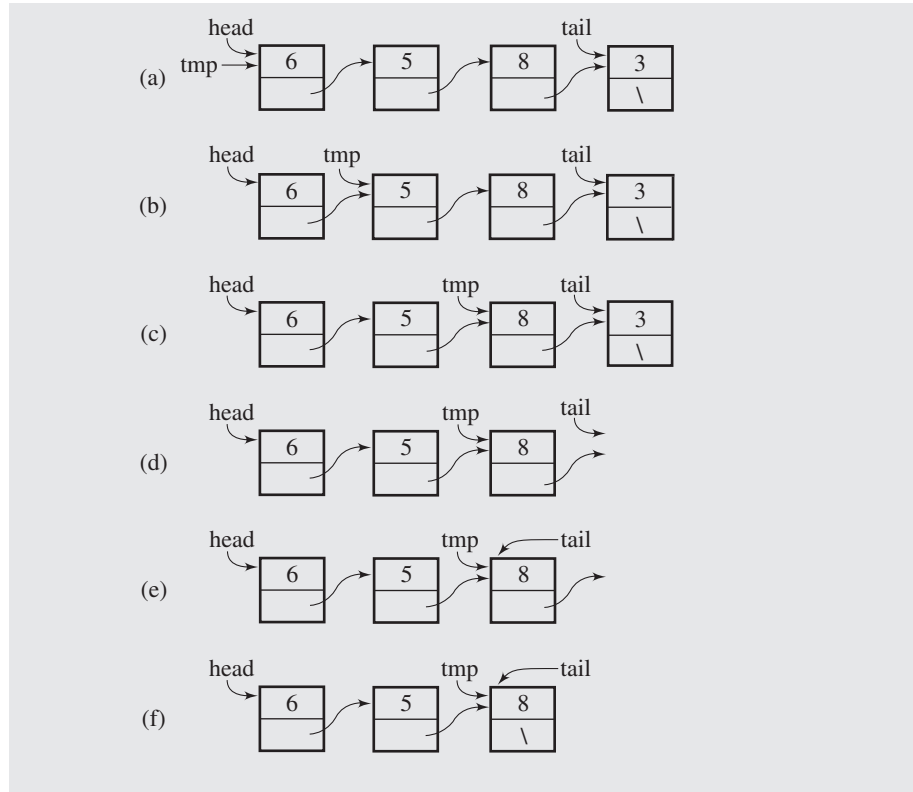 head tail
(a) tmp 6 5 8 3
\
head tmp tail
(b) 6 5 8 3
\
head tmp tail
(c) 6 5 8 3
\
head tmp tail
(d) 6 5 8
head tmp tail
(e) 6 5 8
head tmp tail
(f) 6 5 8
\